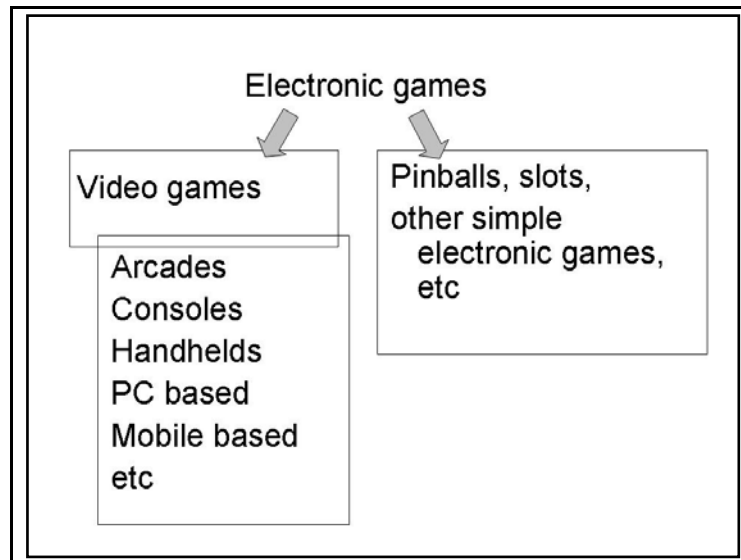 Electronic games
Video games
Arcades
Consoles
Handhelds
PC based
Mobile based
etc
Pinballs, slots,
other simple
electronic games,
etc